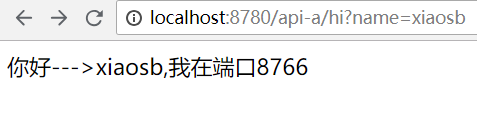 localhost:8780/api-a/hi?name=xiaosb
你好--->xiaosb,我在端口8766